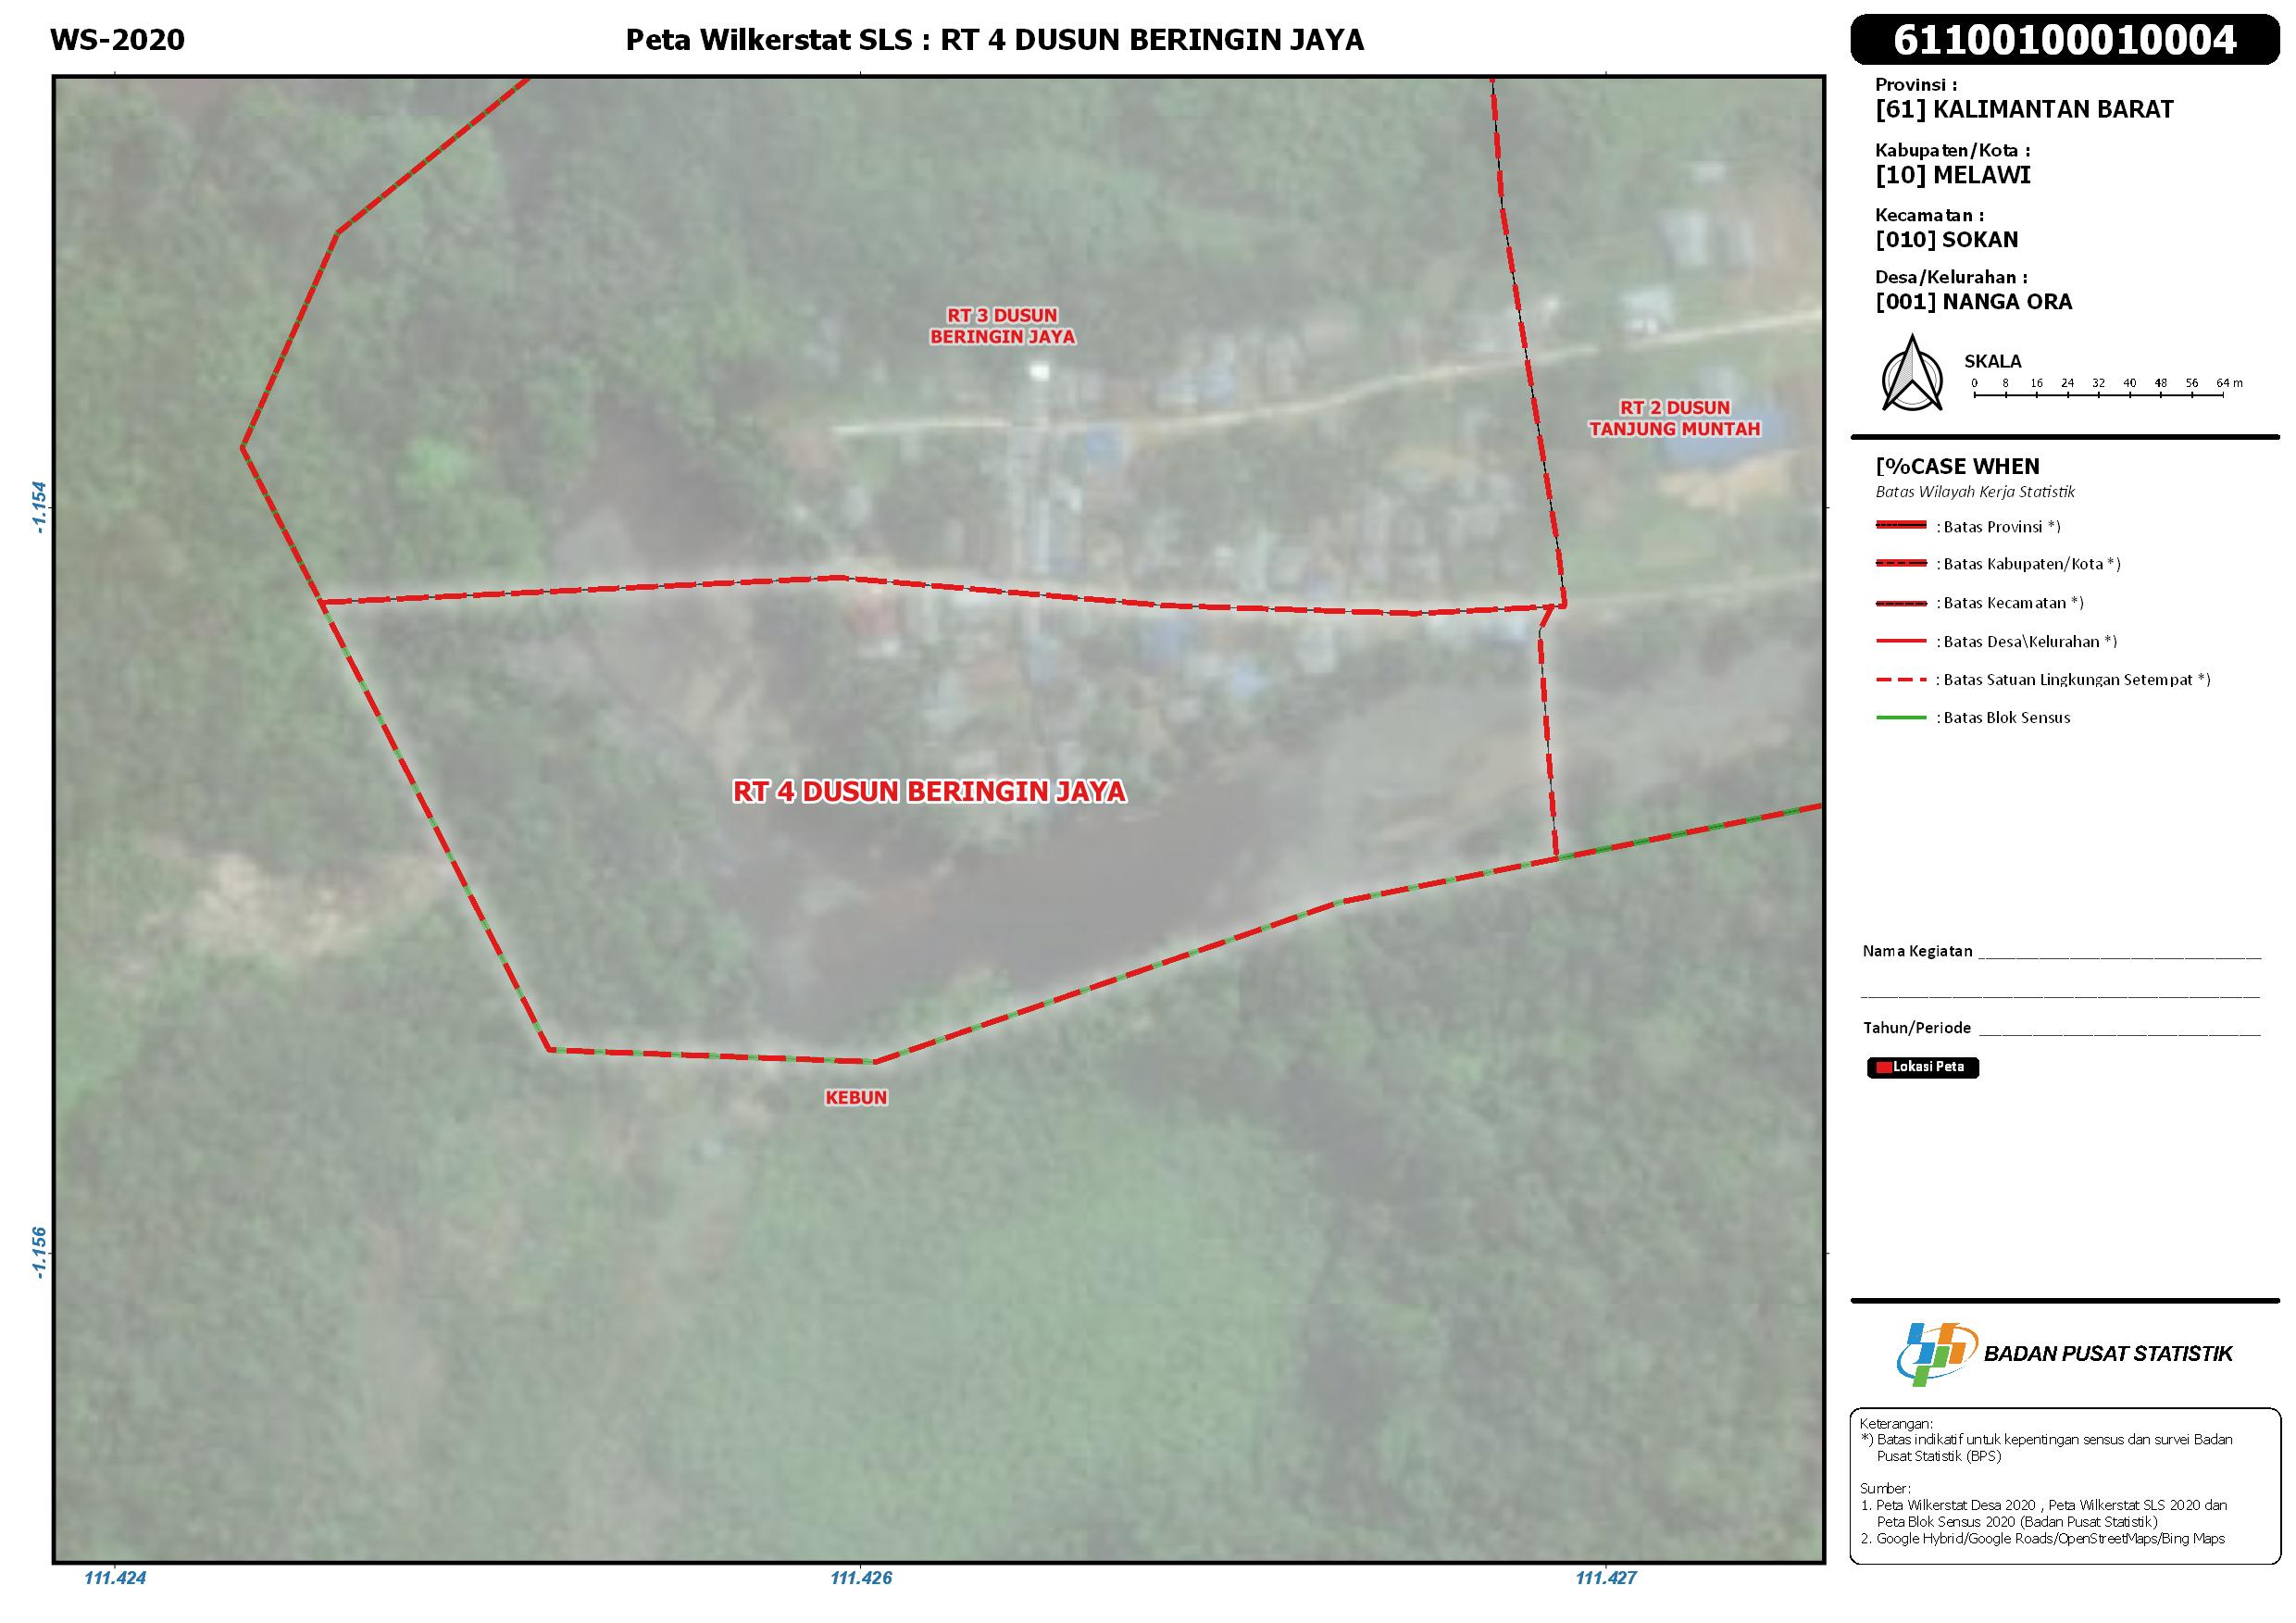 WS-2020
Peta Wilkerstat SLS : RT 4 DUSUN BERINGIN JAYA
61100100010004
Provinsi :
[61] KALIMANTAN BARAT
Kabupaten/Kota :
[10] MELAWI
Kecamatan :
[010] SOKAN
Desa/Kelurahan :
[001] NANGA ORA
SKALA
0 8 16 24 32 40 48 56 64 m
[%CASE WHEN
Batas Wilayah Kerja Statistik
: Batas Provinsi *)
: Batas Kabupaten/Kota *)
: Batas Kecamatan *)
: Batas Desa\Kelurahan *)
: Batas Satuan Lingkungan Setempat *)
: Batas Blok Sensus
Nama Kegiatan
Tahun/Periode
Lokasi Peta
BADAN PUSAT STATISTIK
Keterangan:
*) Batas indikatif untuk kepentingan sensus dan survei Badan
Pusat Statistik (BPS)
Sumber:
1. Peta Wilkerstat Desa 2020 , Peta Wilkerstat SLS 2020 dan
Peta Blok Sensus 2020 (Badan Pusat Statistik)
2. Google Hybrid/Google Roads/OpenStreetMaps/Bing Maps
RT 3 DUSUN
BERINGIN JAYA
RT 2 DUSUN
TANJUNG MUNTAH
RT 4 DUSUN BERINGIN JAYA
KEBUN
-1.154
-1.156
111.424
111.426
111.427